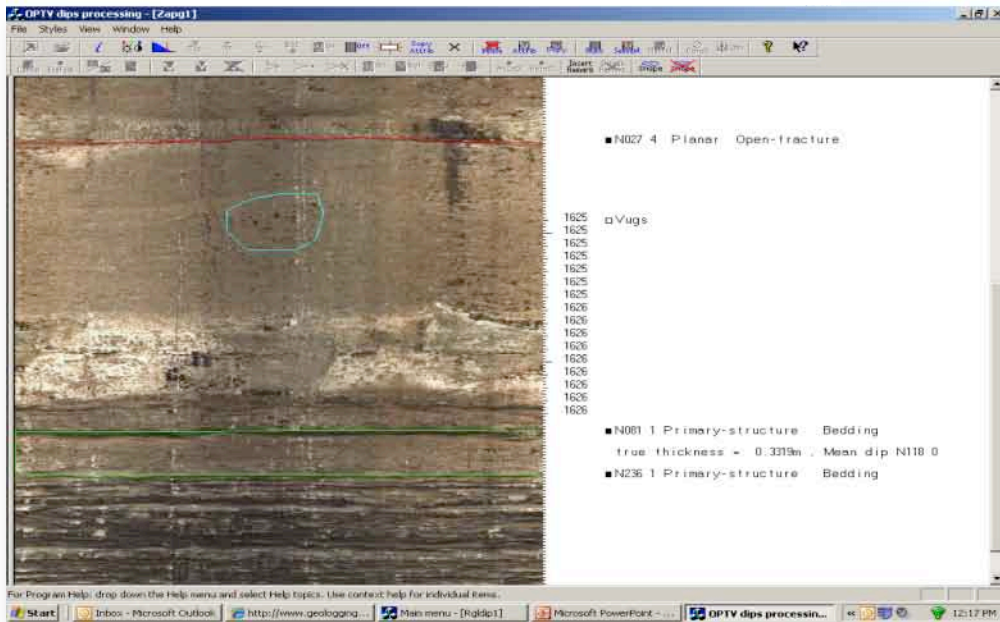 OPTV dips processing - [Zapg1]
File Styles View Window Help
N027 4 Planar Open-fracture
1625 Vugs
1625
1625
1625
1625
1625
1625
1626
1626
1626
1626
1626
1626
1626
1626
1626
N081 1 Primary-structure Bedding
true thickness = 0.3319m , Mean dip N118 0
N236 1 Primary-structure Bedding
For Program Help: drop down the Help menu and select Help topics. Use context help for individual items.
Start Inbox - Microsoft Outlook http://www.geologging... Main menu - [Rgldip1] Microsoft PowerPoint - ... OPTV dips processin... 12:17 PM